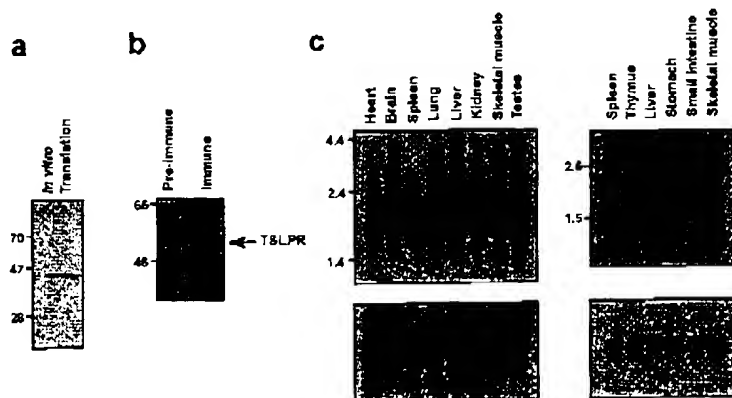 a
In vitro
Translation
70
47
28
b
Pre-immune
Immune
66
46
TSLPR
c
Heart
Brain
Spleen
Lung
Liver
Kidney
Skeletal muscle
Testes
4.4
2.4
1.4
Spleen
Thymus
Liver
Stomach
Small Intestine
Skeletal muscle
2.6
1.5